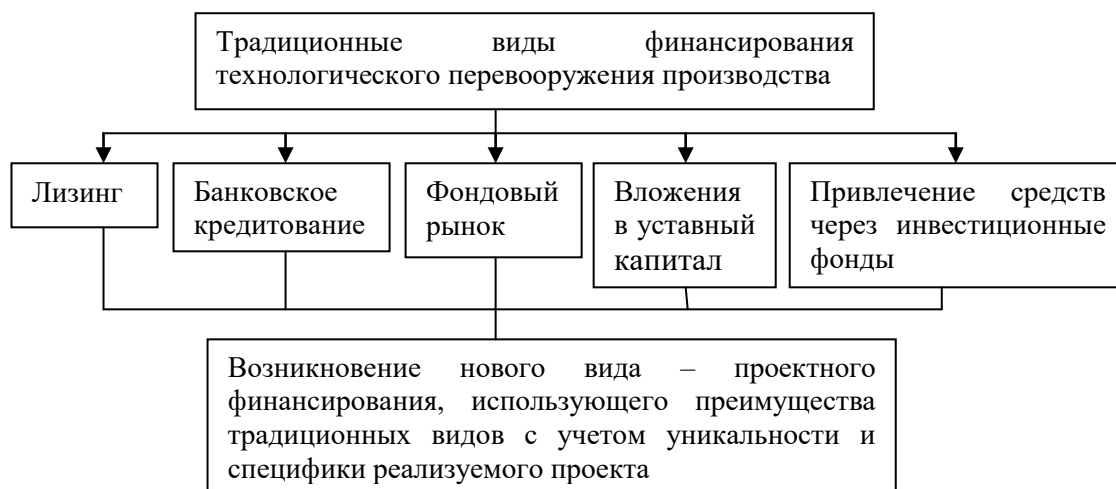 Традиционные виды финансирования
технологического перевооружения производства
Лизинг
Банковское
кредитование
Фондовый
рынок
Вложения
в уставный
капитал
Привлечение средств
через инвестиционные
фонды
Возникновение нового вида – проектного
финансирования, использующего преимущества
традиционных видов с учетом уникальности и
специфики реализуемого проекта